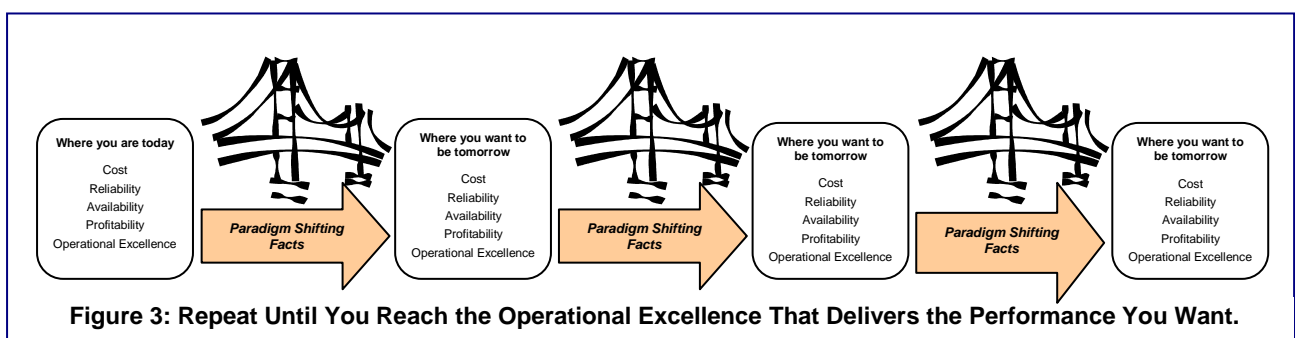 Where you are today
Cost
Reliability
Availability
Profitability
Operational Excellence
Paradigm Shifting
Facts
Where you want to
be tomorrow
Cost
Reliability
Availability
Profitability
Operational Excellence
Paradigm Shifting
Facts
Where you want to
be tomorrow
Cost
Reliability
Availability
Profitability
Operational Excellence
Paradigm Shifting
Facts
Where you want to
be tomorrow
Cost
Reliability
Availability
Profitability
Operational Excellence
Figure 3: Repeat Until You Reach the Operational Excellence That Delivers the Performance You Want.